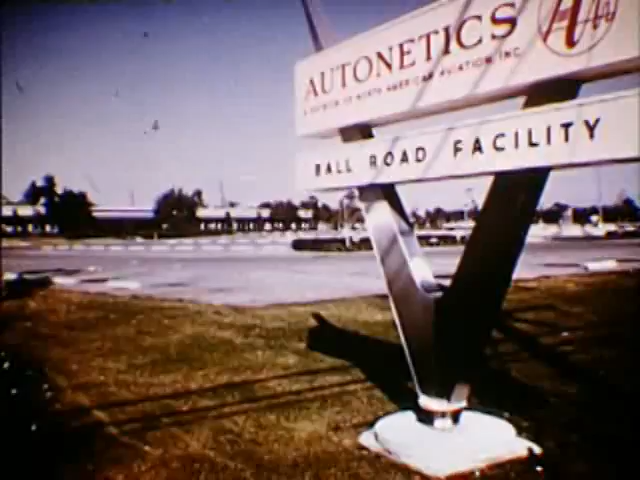 AUTONETICS
A DIVISION OF NORTH AMERICAN AVIATION INC.
BALL ROAD FACILITY